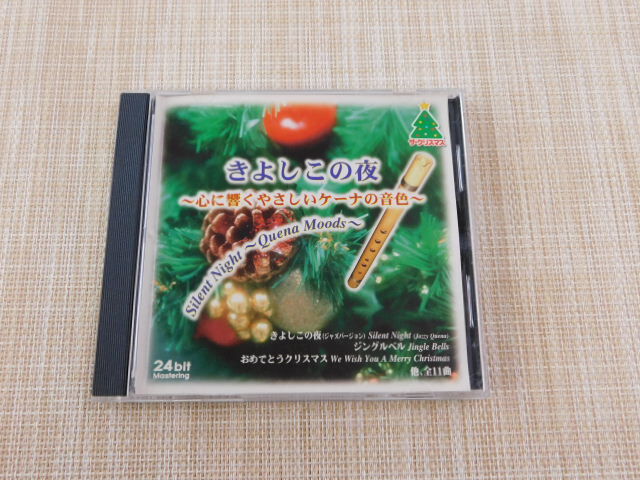 ザ・クリスマス
きよしこの夜
～心に響くやさしいケーナの音色～
Silent Night ～Quena Moods～
きよしこの夜(ジャズバージョン) Silent Night (Jazzy Quena)
ジングルベル Jingle Bells
おめでとうクリスマス We Wish You A Merry Christmas
他、全11曲
24bit
Mastering